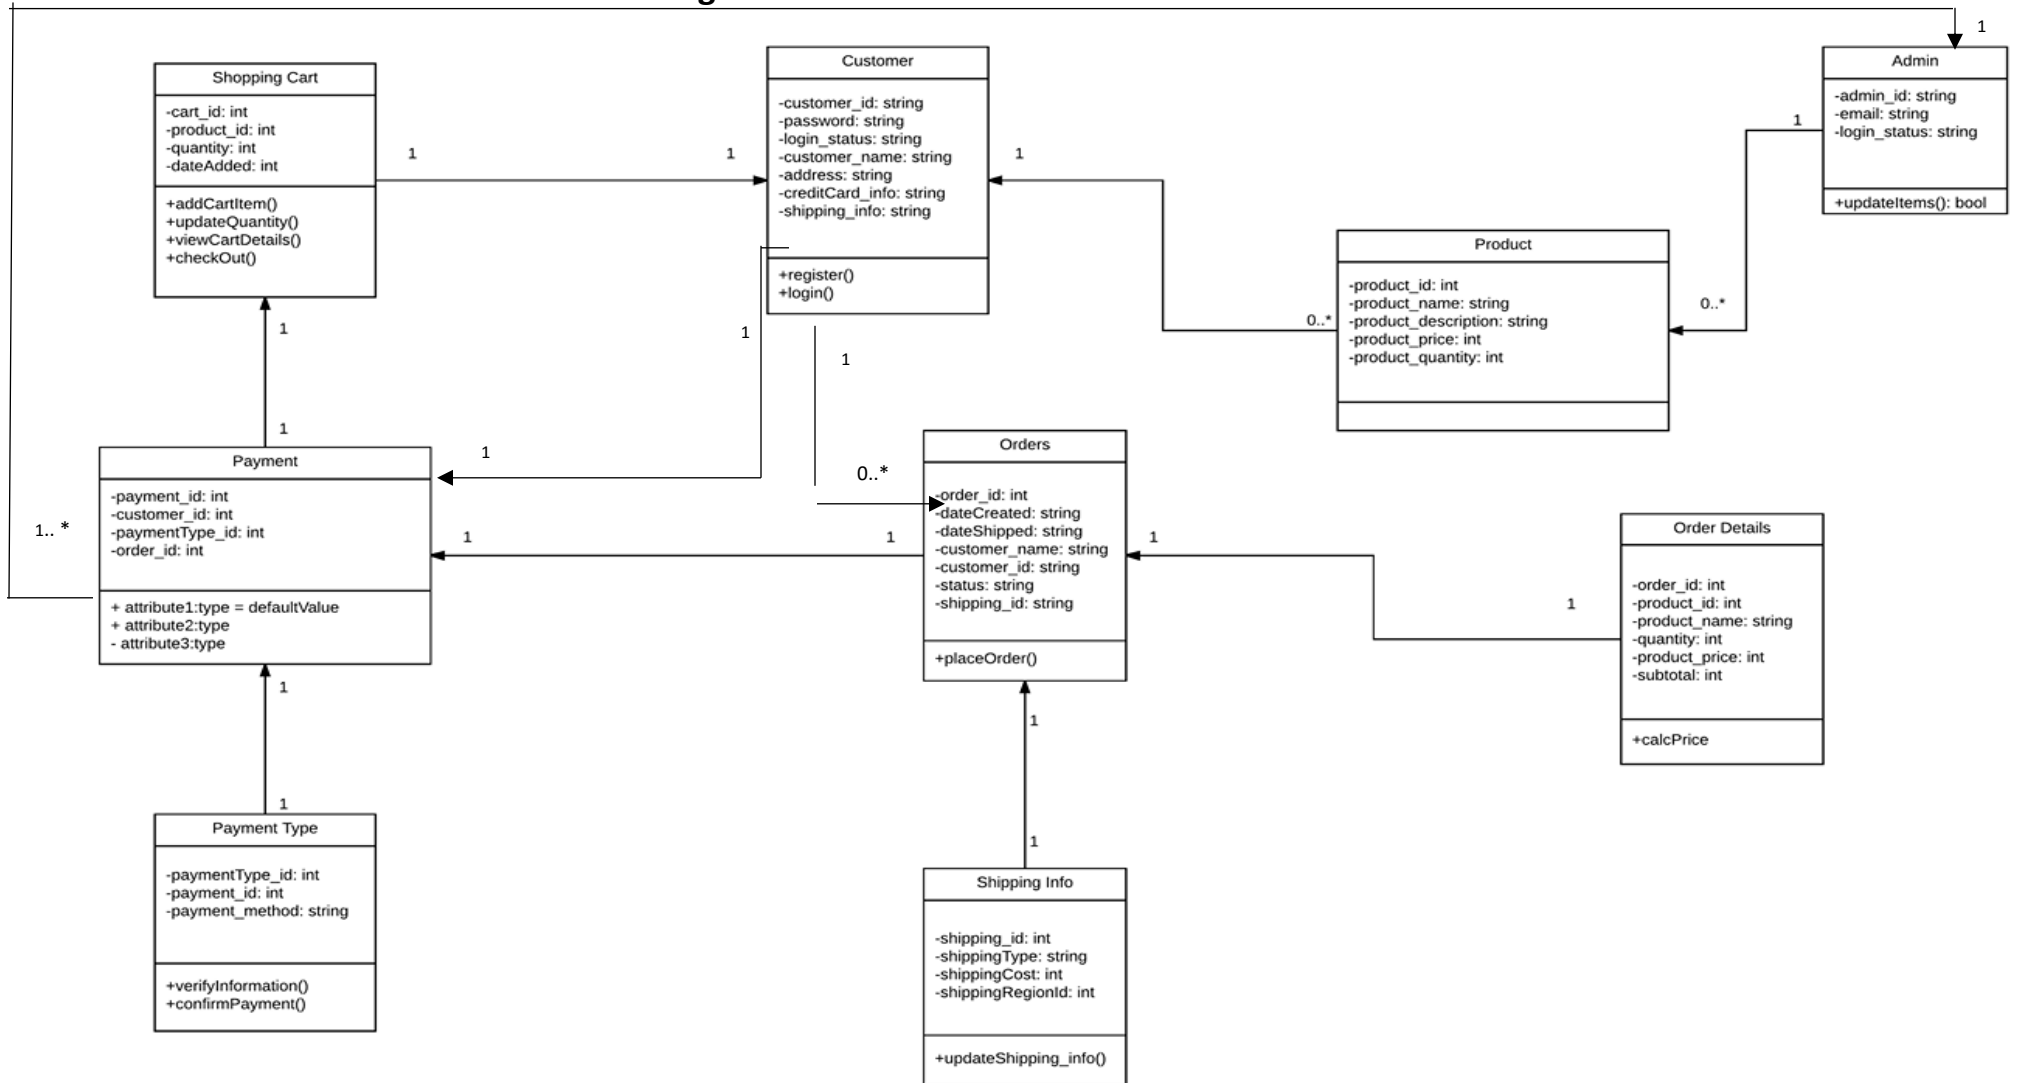 g
1
Shopping Cart
-cart_id: int
-product_id: int
-quantity: int
-dateAdded: int
+addCartItem()
+updateQuantity()
+viewCartDetails()
+checkOut()
1
1
Customer
-customer_id: string
-password: string
-login_status: string
-customer_name: string
-address: string
-creditCard_info: string
-shipping_info: string
+register()
+login()
1
Admin
-admin_id: string
-email: string
-login_status: string
+updateItems(): bool
1
Product
-product_id: int
-product_name: string
-product_description: string
-product_price: int
-product_quantity: int
0..*
0..*
1
1
1
1
1
0..*
Payment
-payment_id: int
-customer_id: int
-paymentType_id: int
-order_id: int
+ attribute1:type = defaultValue
+ attribute2:type
- attribute3:type
1.. *
1
1
Orders
-order_id: int
-dateCreated: string
-dateShipped: string
-customer_name: string
-customer_id: string
-status: string
-shipping_id: string
+placeOrder()
1
1
Order Details
-order_id: int
-product_id: int
-product_name: string
-quantity: int
-product_price: int
-subtotal: int
+calcPrice
1
1
Payment Type
-paymentType_id: int
-payment_id: int
-payment_method: string
+verifyInformation()
+confirmPayment()
1
1
Shipping Info
-shipping_id: int
-shippingType: string
-shippingCost: int
-shippingRegionId: int
+updateShipping_info()